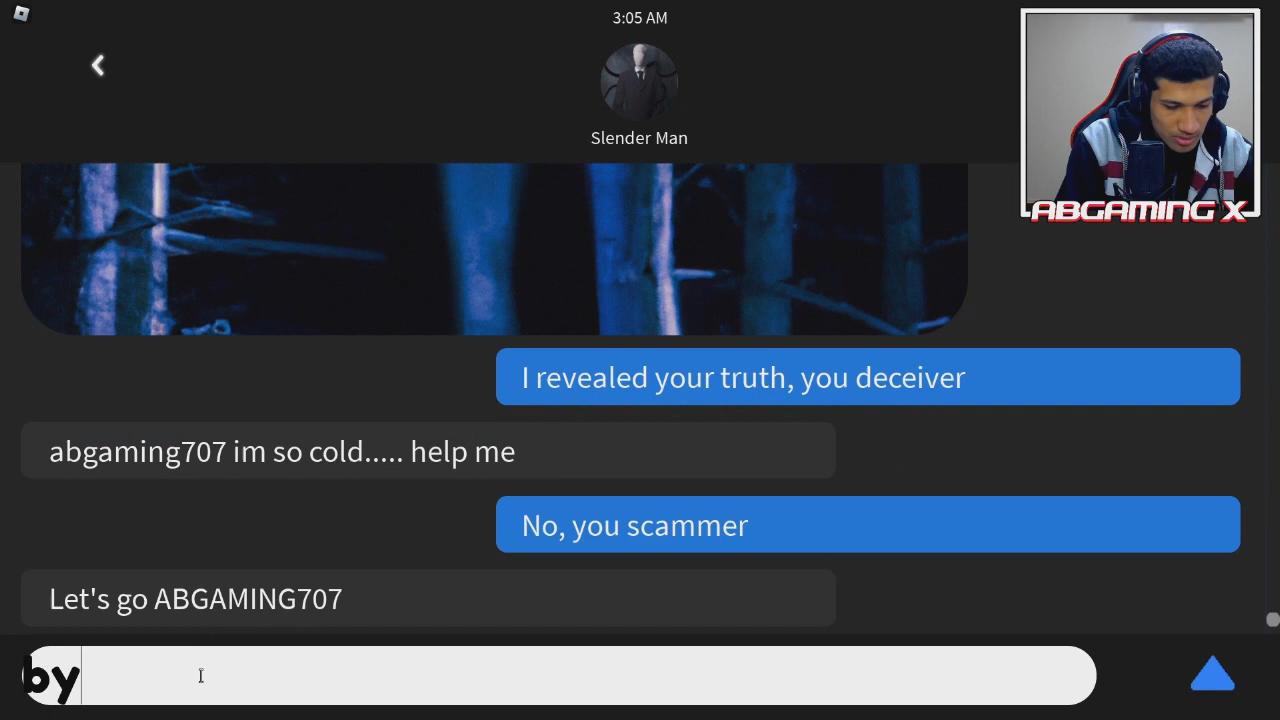 3:05 AM
Slender Man
ABGAMING X
I revealed your truth, you deceiver
abgaming707 im so cold..... help me
No, you scammer
Let's go ABGAMING707
by